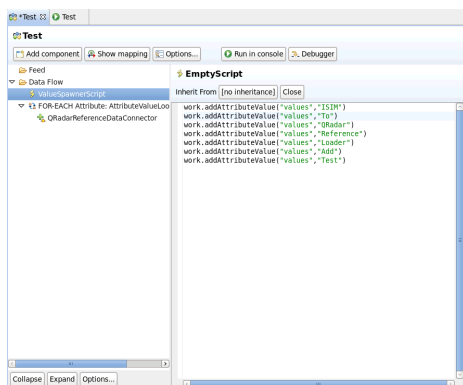 *Test Test
Test
Add component Show mapping Options... Run in console Debugger
Feed
Data Flow
ValueSpawnerScript
FOR-EACH Attribute: AttributeValueLoo
QRadarReferenceDataConnector
EmptyScript
Inherit From [no inheritance] Close
work.addAttributeValue("values","ISIM")
work.addAttributeValue("values","To")
work.addAttributeValue("values","QRadar")
work.addAttributeValue("values","Reference")
work.addAttributeValue("values","Loader")
work.addAttributeValue("values","Add")
work.addAttributeValue("values","Test")
Collapse Expand Options...